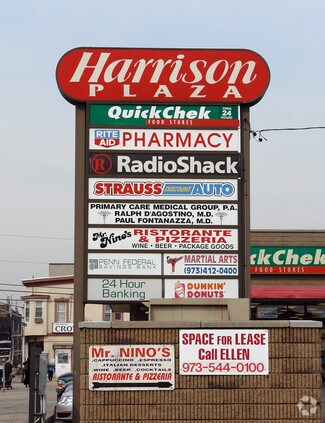 Harrison
PLAZA
QuickChek
FOOD STORES
OPEN
24
HOURS
RITE
AID
PHARMACY
RadioShack
STRAUSS DISCOUNT AUTO
PRIMARY CARE MEDICAL GROUP, P.A.
RALPH D'AGOSTINO, M.D.
PAUL FONTANAZZA, M.D.
Mr. Nino's
RISTORANTE
& PIZZERIA
WINE • BEER • PACKAGE GOODS
PENN FEDERAL
SAVINGS BANK
MARTIAL ARTS
(973)412-0400
24 Hour
Banking
DUNKIN'
DONUTS
ckChek
FOOD STORES
CRO
Mr. NINO'S
CAPPUCCINO .ESPRESSO
.ITALIAN DESSERTS
.WINE .BEER .COCKTAILS
RISTORANTE & PIZZERIA
SPACE FOR LEASE
Call ELLEN
973-544-0100